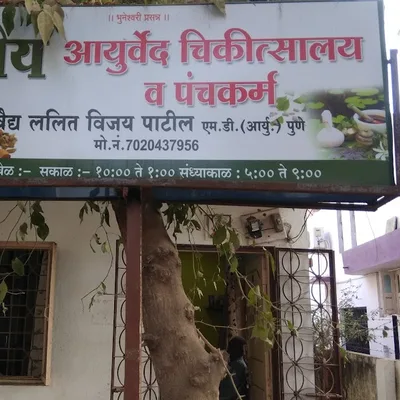 || भुनेश्वरी प्रसन्न ||
आयुर्वेद चिकीत्सालय
व पंचकर्म
वैद्य ललित विजय पाटील एम.डी.(आयु:) पुणे
मो.नं.7020437956
वेळ :- सकाळ :- १०:०० ते १:०० संध्याकाळ : ५:०० ते ९:००